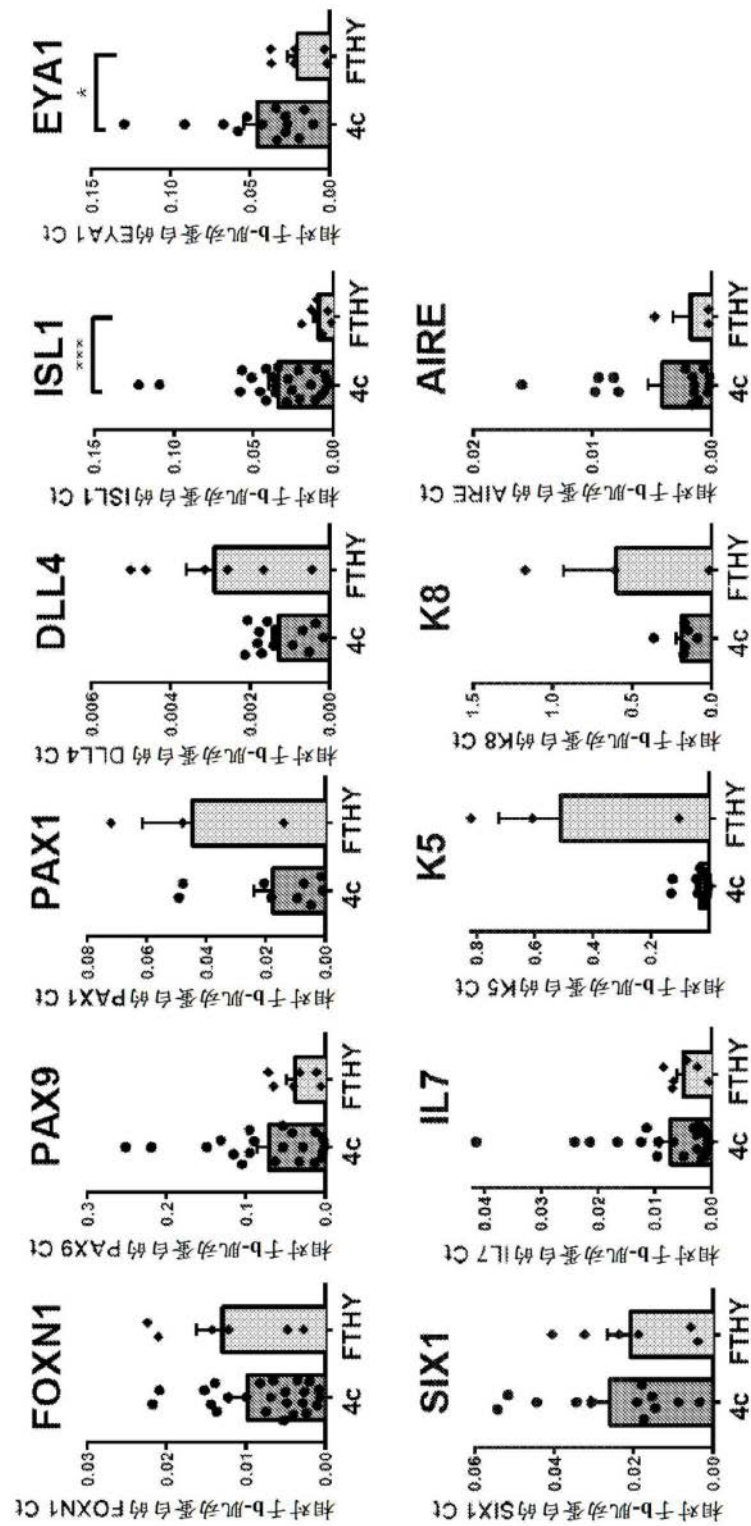 FOXN1
相对于b-肌动蛋白的FOXN1 Ct
0.03
0.02
0.01
0.00
4c FTHY
PAX9
相对于b-肌动蛋白的PAX9 Ct
0.3
0.2
0.1
0.0
4c FTHY
PAX1
相对于b-肌动蛋白的PAX1 Ct
0.08
0.06
0.04
0.02
0.00
4c FTHY
DLL4
相对于b-肌动蛋白的 DLL4 Ct
0.006
0.004
0.002
0.000
4c FTHY
ISL1
***
相对于b-肌动蛋白的ISL1 Ct
0.15
0.10
0.05
0.00
4c FTHY
EYA1
*
相对于b-肌动蛋白的EYA1 Ct
0.15
0.10
0.05
0.00
4c FTHY
SIX1
相对于b-肌动蛋白的SIX1 Ct
0.06
0.04
0.02
0.00
4c FTHY
IL7
相对于b-肌动蛋白的IL7 Ct
0.04
0.03
0.02
0.01
0.00
4c FTHY
K5
相对于b-肌动蛋白的K5 Ct
0.8
0.6
0.4
0.2
4c FTHY
K8
相对于b-肌动蛋白的K8 Ct
1.5
1.0
0.5
0.0
4c FTHY
AIRE
相对于b-肌动蛋白的AIRE Ct
0.02
0.01
0.00
4c FTHY